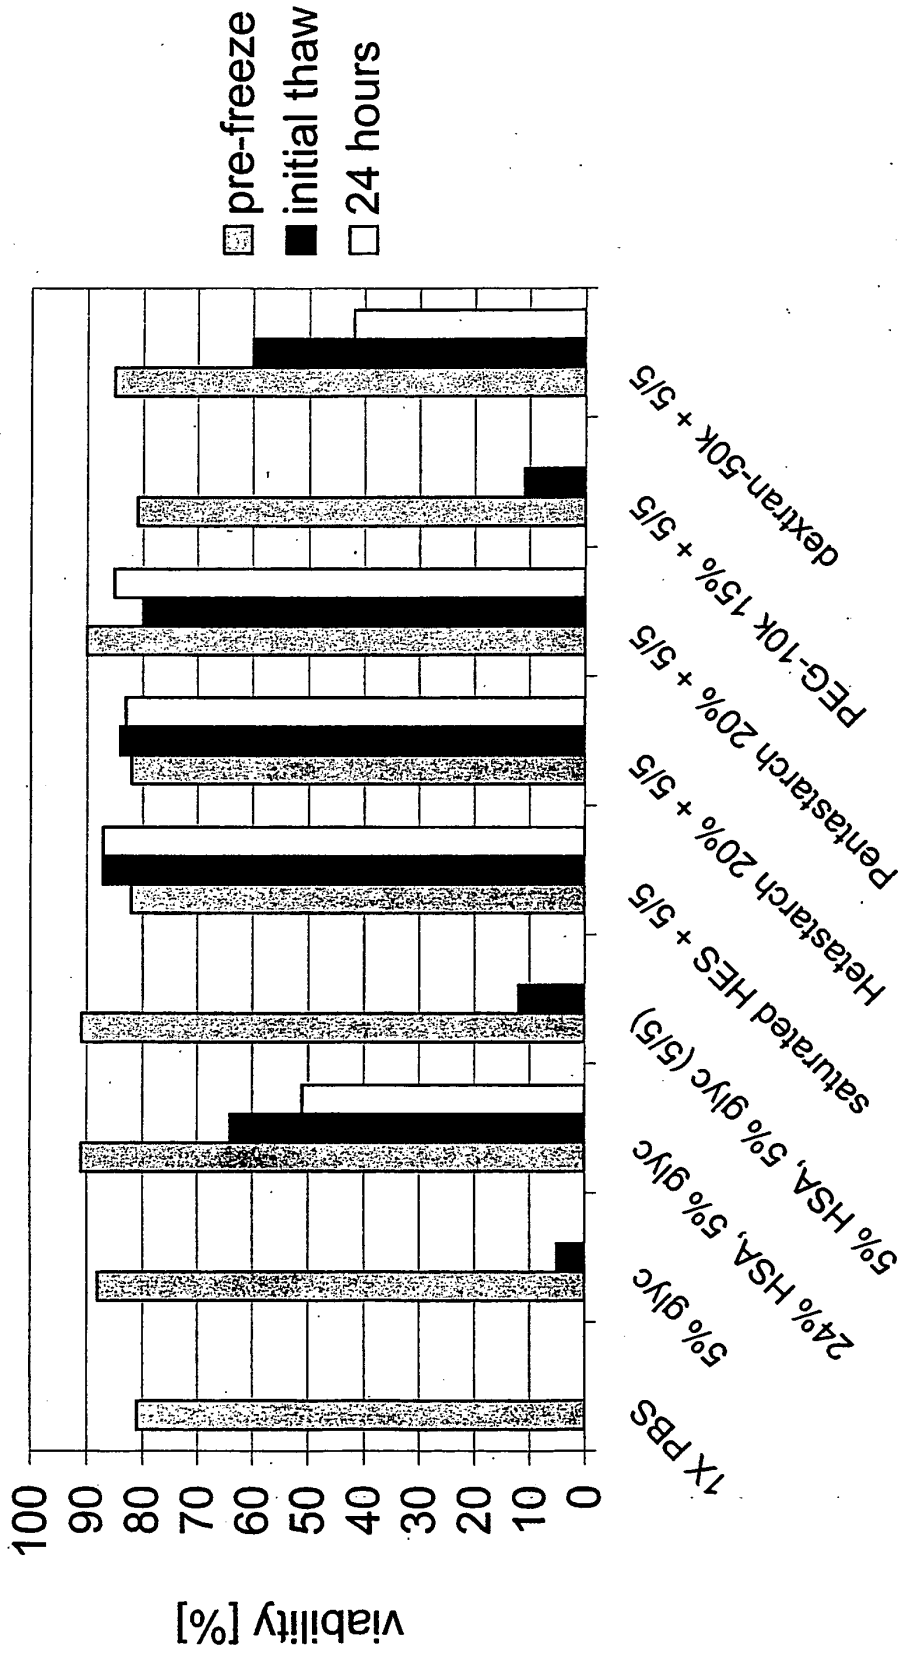 viability [%]
100
90
80
70
60
50
40
30
20
10
0
1X PBS
5% glyc
24% HSA, 5% glyc
5% HSA, 5% glyc (5/5)
saturated HES + 5/5
Hetastarch 20% + 5/5
Pentastarch 20% + 5/5
PEG-10k 15% + 5/5
dextran-50k + 5/5
pre-freeze
initial thaw
24 hours